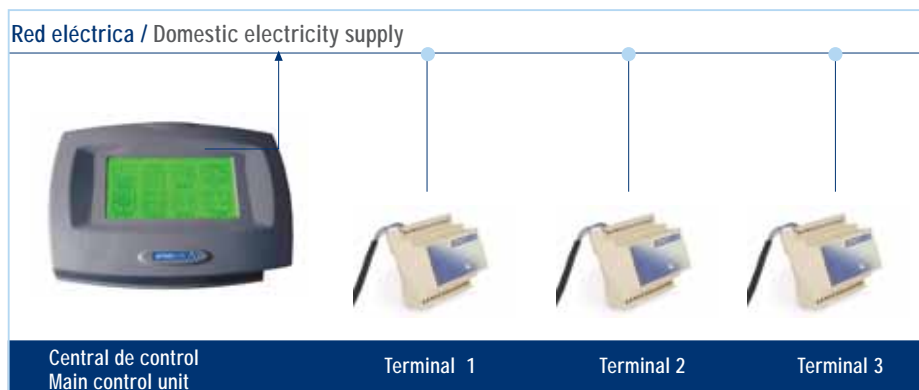 Red eléctrica / Domestic electricity supply
Central de control
Main control unit
Terminal 1
Terminal 2
Terminal 3